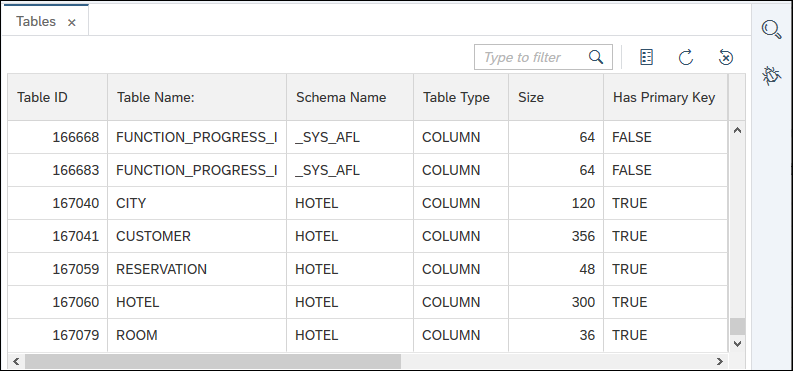 Tables ×
Type to filter
Table ID Table Name: Schema Name Table Type Size Has Primary Key
166668 FUNCTION_PROGRESS_I _SYS_AFL COLUMN 64 FALSE
166683 FUNCTION_PROGRESS_I _SYS_AFL COLUMN 64 FALSE
167040 CITY HOTEL COLUMN 120 TRUE
167041 CUSTOMER HOTEL COLUMN 356 TRUE
167059 RESERVATION HOTEL COLUMN 48 TRUE
167060 HOTEL HOTEL COLUMN 300 TRUE
167079 ROOM HOTEL COLUMN 36 TRUE